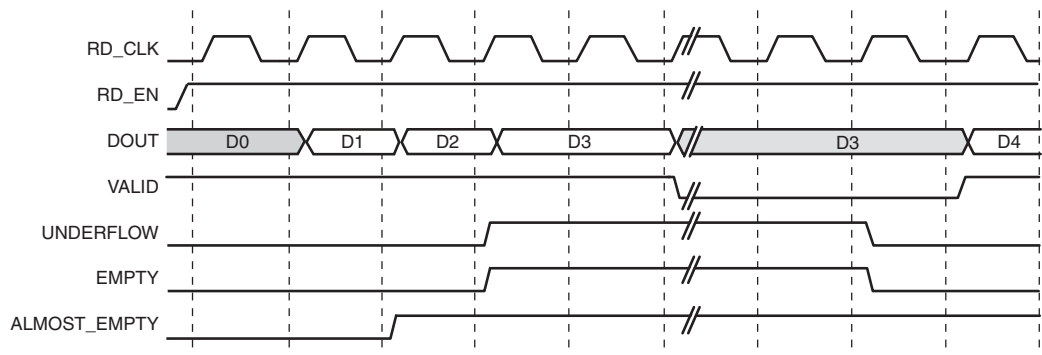 RD_CLK
RD_EN
DOUT D0 D1 D2 D3 D3 D4
VALID
UNDERFLOW
EMPTY
ALMOST_EMPTY